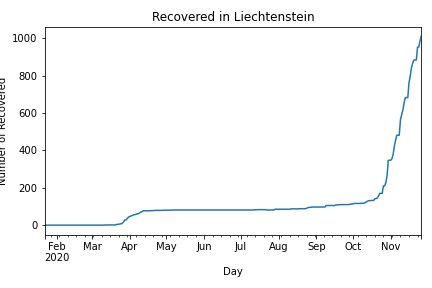 Recovered in Liechtenstein
Number of Recovered
1000
800
600
400
200
0
Feb Mar Apr May Jun Jul Aug Sep Oct Nov
2020
Day